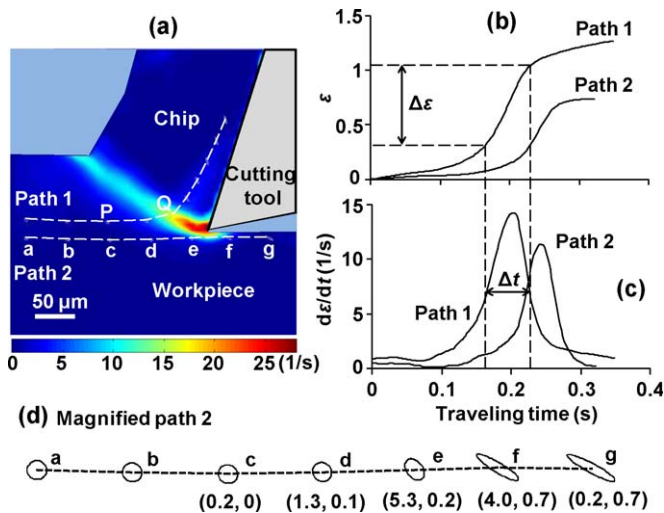 (a)
Chip
Cutting
tool
Path 1
P
Q
a b c d e f g
Path 2
50 μm
Workpiece
0 5 10 15 20 25 (1/s)
(b)
1.5
1
0.5
0
ε
Δε
Path 1
Path 2
(c)
15
10
5
0
dε/dt (1/s)
Path 1
Δt
Path 2
0 0.1 0.2 0.3 0.4
Traveling time (s)
(d) Magnified path 2
a b c d e f g
(0.2, 0) (1.3, 0.1) (5.3, 0.2) (4.0, 0.7) (0.2, 0.7)